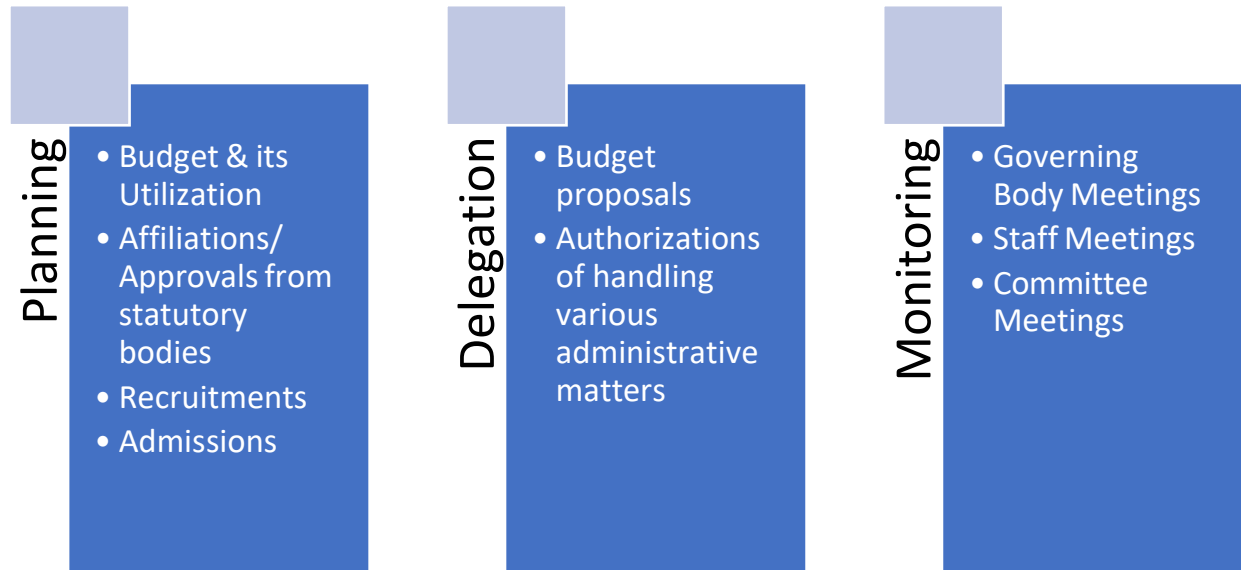 Planning
• Budget & its
Utilization
• Affiliations/
Approvals from
statutory
bodies
• Recruitments
• Admissions
Delegation
• Budget
proposals
• Authorizations
of handling
various
administrative
matters
Monitoring
• Governing
Body Meetings
• Staff Meetings
• Committee
Meetings